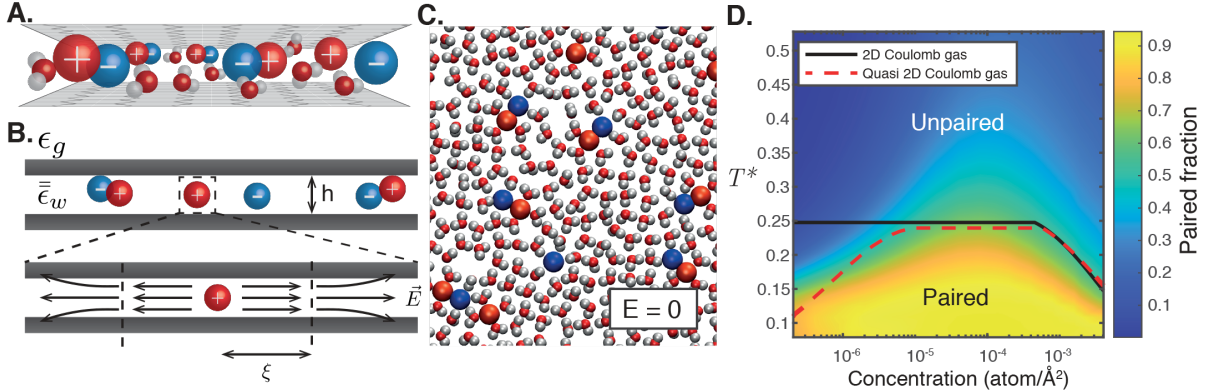 A.
+
-
+
-
+
-
+
-
B.
ϵ_g
ϵ̿_w
-
+
+
-
-
+
h
+
E⃗
ξ
C.
E = 0
D.
2D Coulomb gas
Quasi 2D Coulomb gas
Unpaired
Paired
T*
0.5
0.45
0.4
0.35
0.3
0.25
0.2
0.15
0.1
10⁻⁶
10⁻⁵
10⁻⁴
10⁻³
Concentration (atom/Å²)
0.9
0.8
0.7
0.6
0.5
0.4
0.3
0.2
0.1
Paired fraction